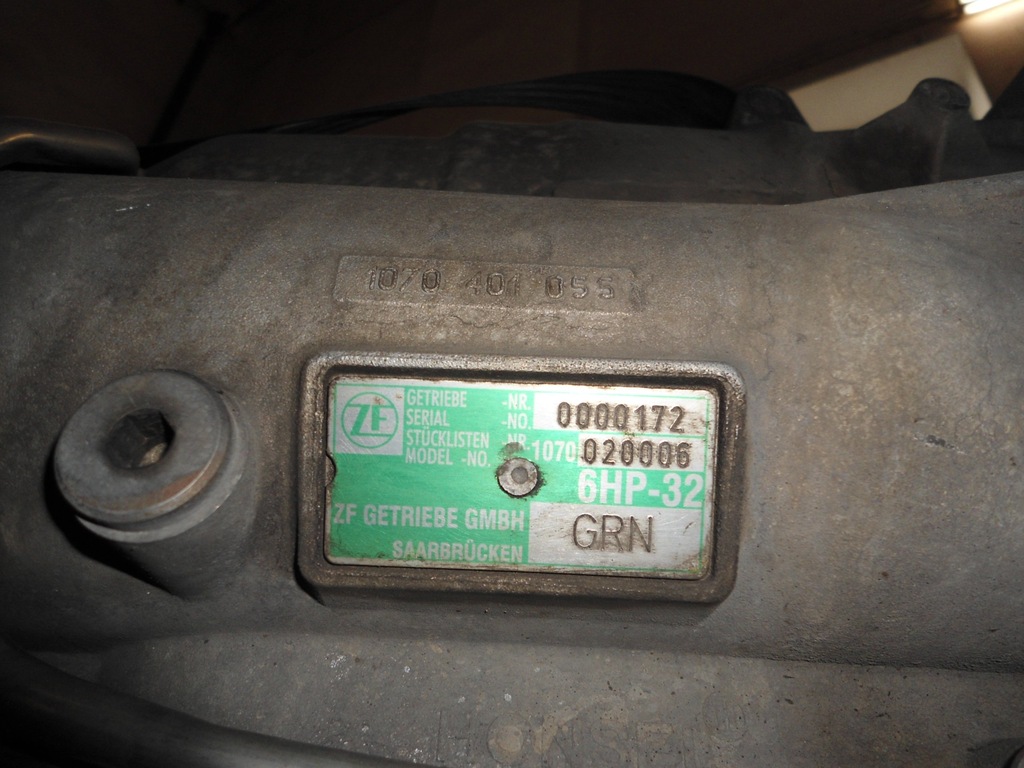 1070 401 055
ZF
GETRIEBE -NR.
SERIAL -NO. 0000172
STÜCKLISTEN -NR.
MODEL -NO. 1070 020006
6HP-32
ZF GETRIEBE GMBH
SAARBRÜCKEN
GRN
HONSEL